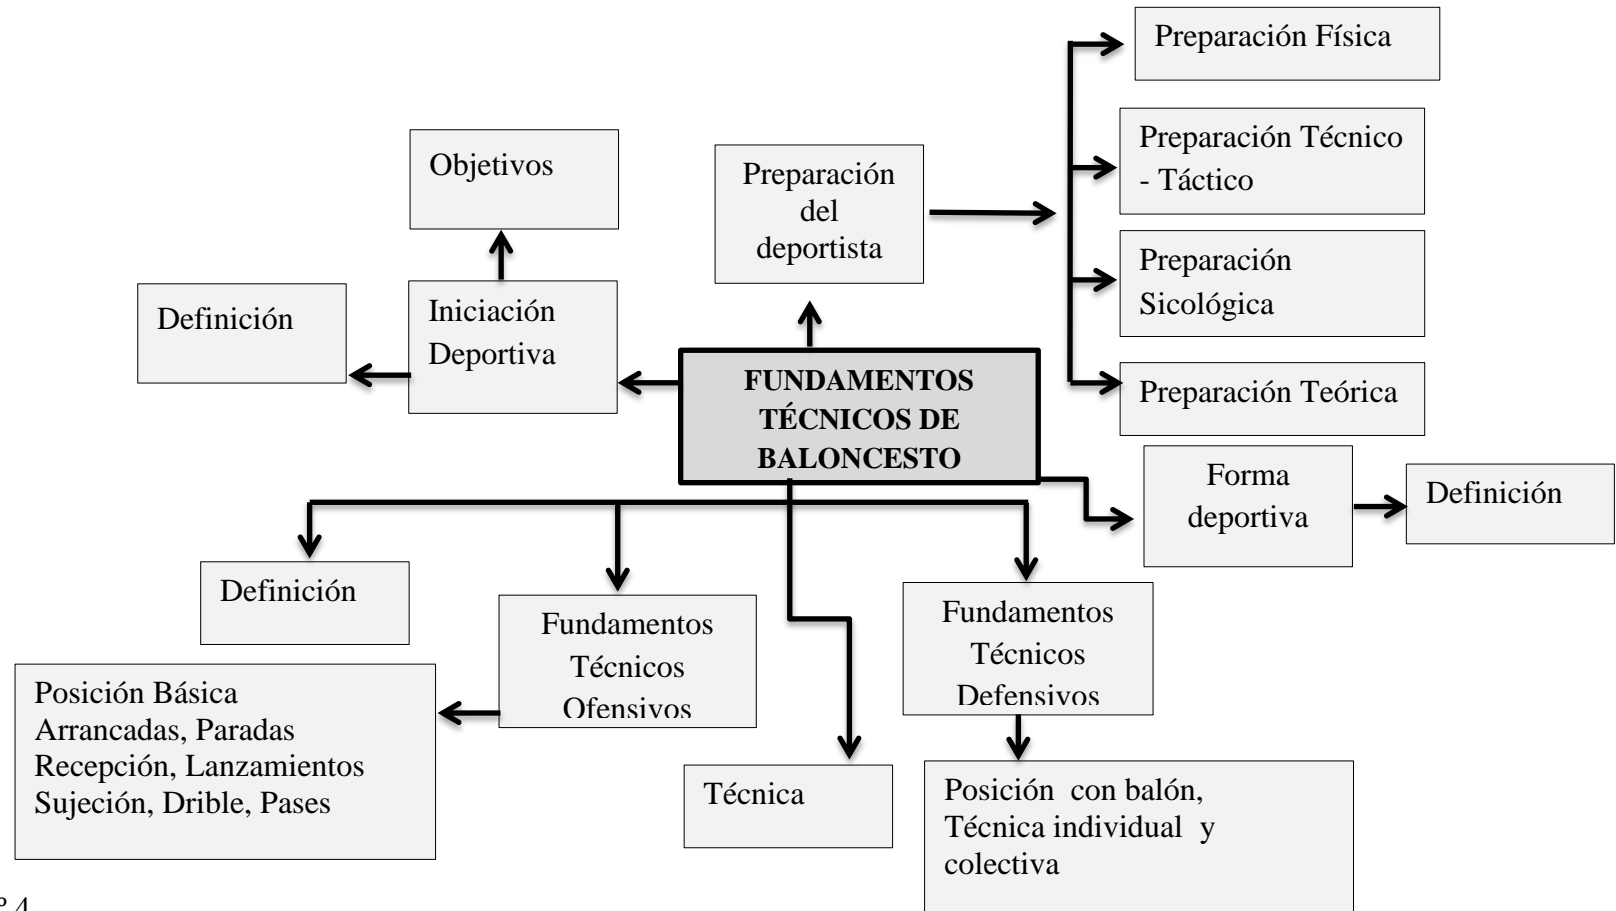 Preparación Física
Objetivos
Preparación
del
deportista
Preparación Técnico
- Táctico
Preparación
Sicológica
Definición
Iniciación
Deportiva
FUNDAMENTOS
TÉCNICOS DE
BALONCESTO
Preparación Teórica
Forma
deportiva
Definición
Definición
Fundamentos
Técnicos
Ofensivos
Fundamentos
Técnicos
Defensivos
Posición Básica
Arrancadas, Paradas
Recepción, Lanzamientos
Sujeción, Drible, Pases
Técnica
Posición  con balón,
Técnica individual  y
colectiva